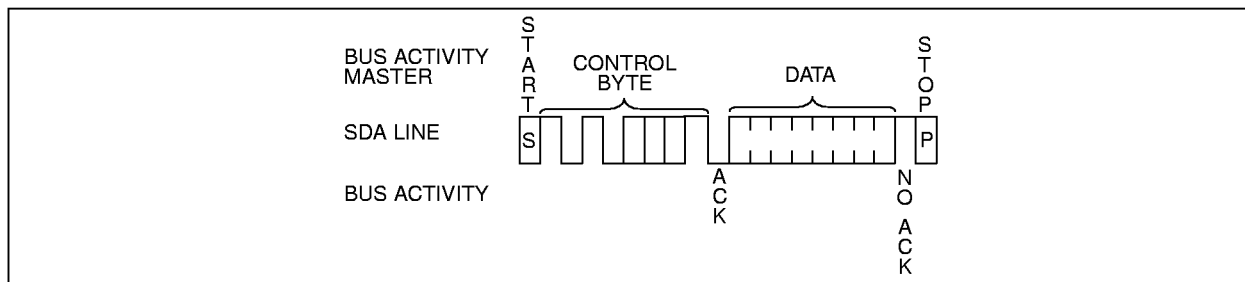 BUS ACTIVITY
MASTER
START
CONTROL
BYTE
DATA
STOP
SDA LINE
S
P
BUS ACTIVITY
ACK
NO ACK